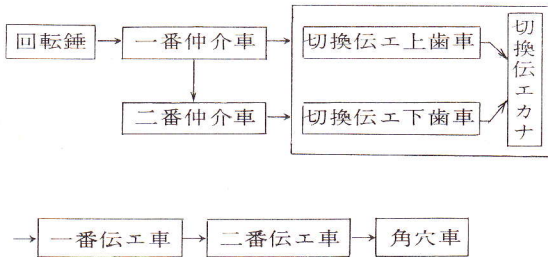 回転錘 一番仲介車 切換伝エ上歯車
二番仲介車 切換伝エ下歯車
切換伝エカナ
一番伝エ車 二番伝エ車 角穴車